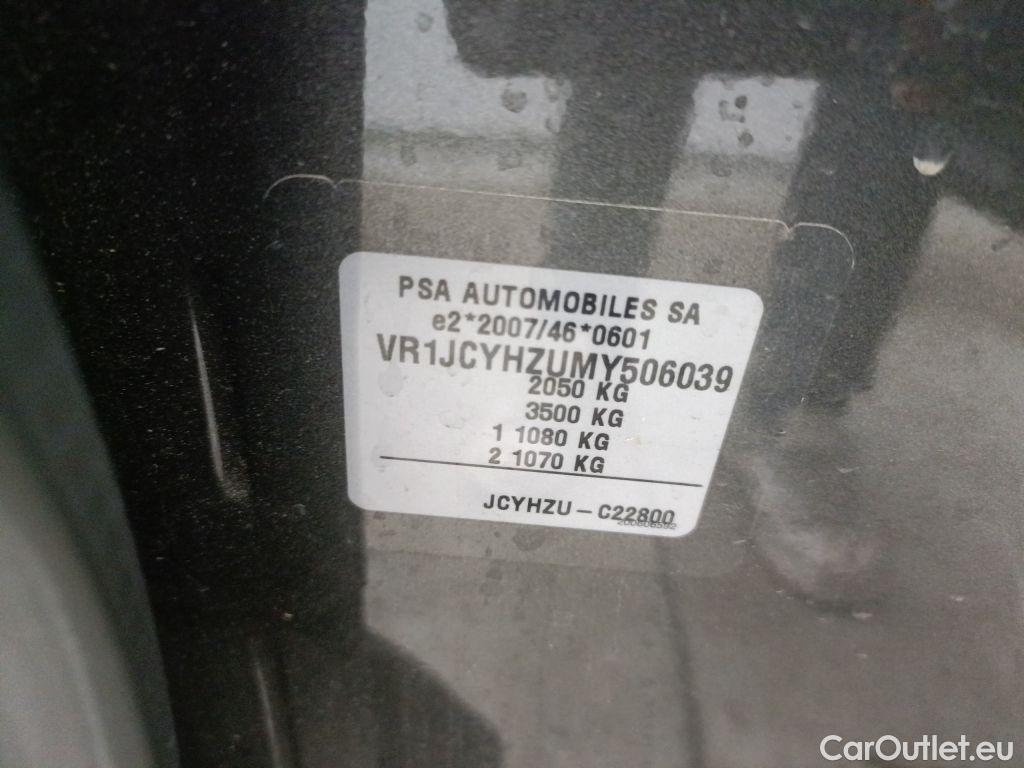 PSA AUTOMOBILES SA
e2*2007/46*0601
VR1JCYHZUMY506039
2050 KG
3500 KG
1 1080 KG
2 1070 KG
JCYHZU - C22800
CarOutlet.eu